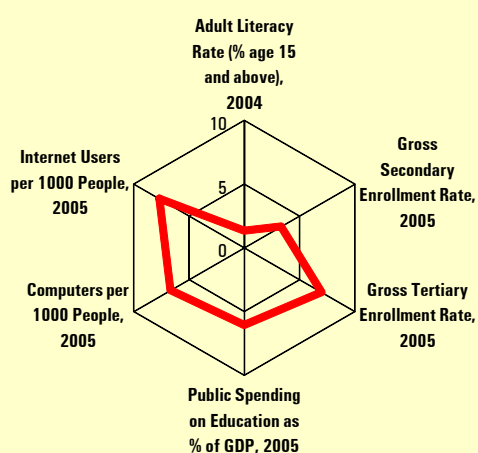 Adult Literacy
Rate (% age 15
and above),
2004
10
5
0
Gross
Secondary
Enrollment Rate,
2005
Gross Tertiary
Enrollment Rate,
2005
Public Spending
on Education as
% of GDP, 2005
Computers per
1000 People,
2005
Internet Users
per 1000 People,
2005